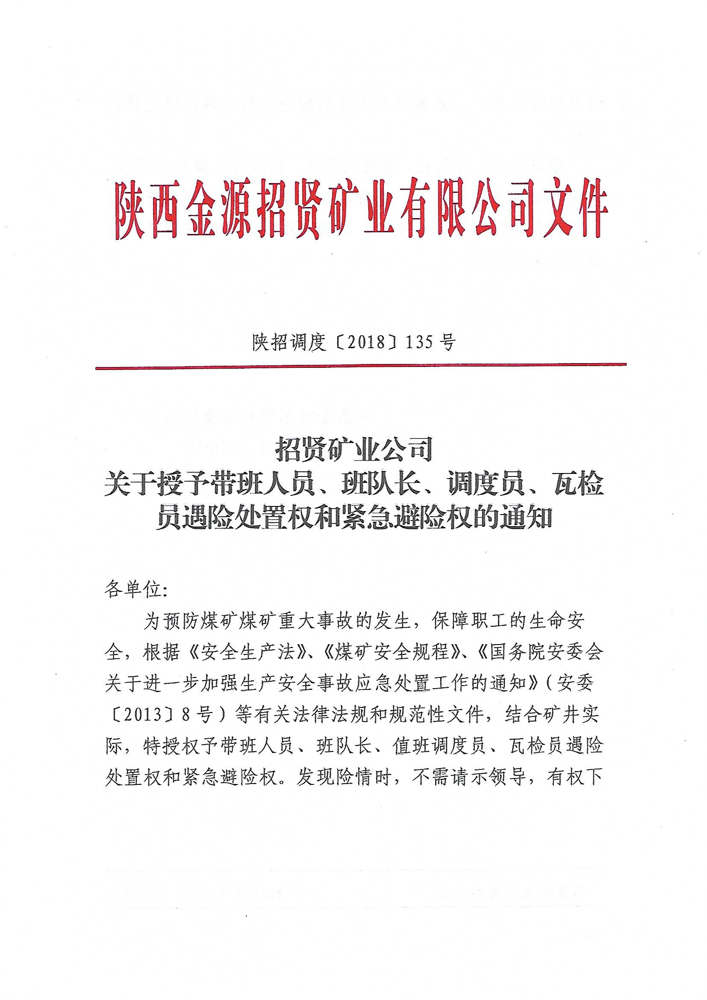 陕西金源招贤矿业有限公司文件
陕招调度〔2018〕135号
招贤矿业公司
关于授予带班人员、班队长、调度员、瓦检
员遇险处置权和紧急避险权的通知
各单位:
为预防煤矿煤矿重大事故的发生，保障职工的生命安
全，根据《安全生产法》、《煤矿安全规程》、《国务院安委会
关于进一步加强生产安全事故应急处置工作的通知》（安委
〔2013〕8号）等有关法律法规和规范性文件，结合矿井实
际，特授权予带班人员、班队长、值班调度员、瓦检员遇险
处置权和紧急避险权。发现险情时，不需请示领导，有权下